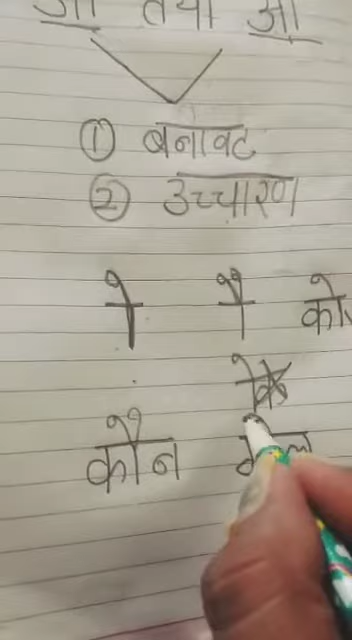 ओ तथा औ
① बनावट
② उच्चारण
ो ौ को
कौन